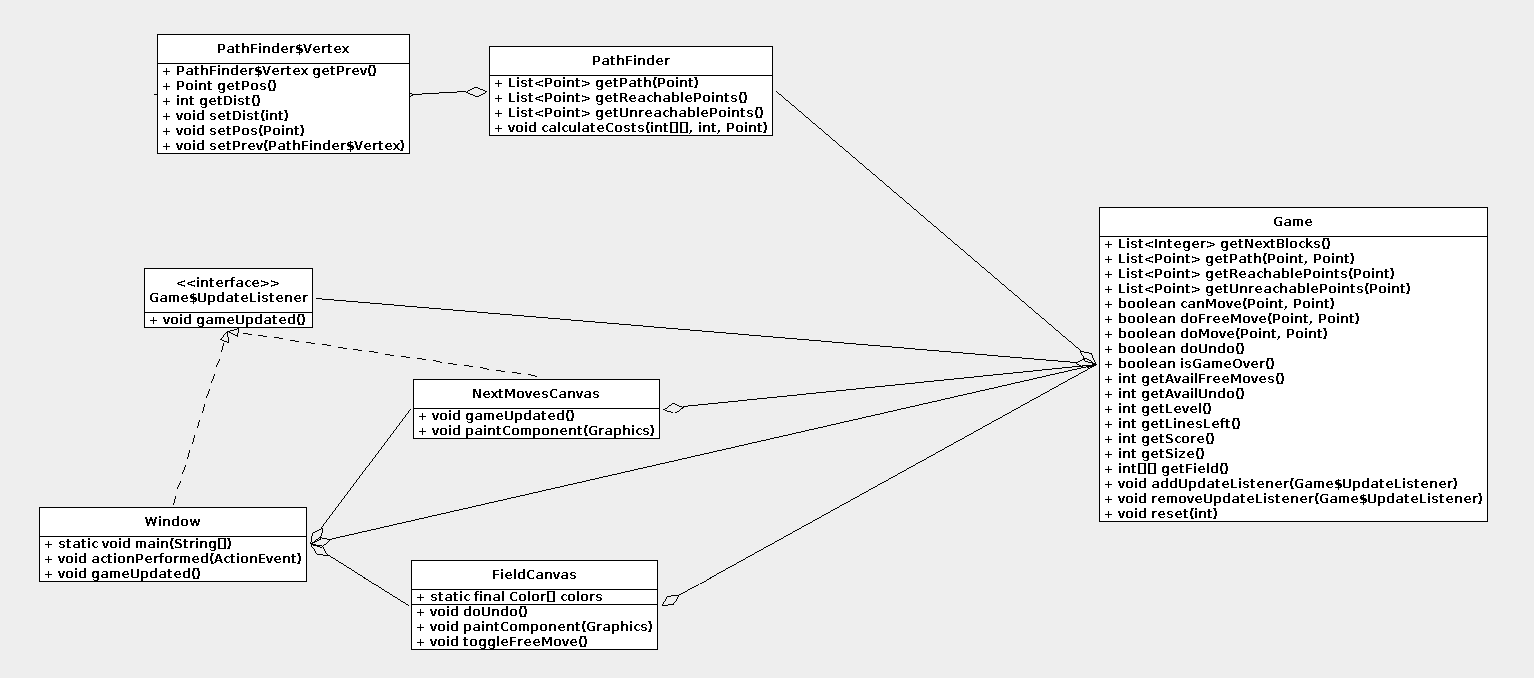 PathFinder$Vertex
+ PathFinder$Vertex getPrev()
+ Point getPos()
+ int getDist()
+ void setDist(int)
+ void setPos(Point)
+ void setPrev(PathFinder$Vertex)
PathFinder
+ List<Point> getPath(Point)
+ List<Point> getReachablePoints()
+ List<Point> getUnreachablePoints()
+ void calculateCosts(int[][], int, Point)
Game
+ List<Integer> getNextBlocks()
+ List<Point> getPath(Point, Point)
+ List<Point> getReachablePoints(Point)
+ List<Point> getUnreachablePoints(Point)
+ boolean canMove(Point, Point)
+ boolean doFreeMove(Point, Point)
+ boolean doMove(Point, Point)
+ boolean doUndo()
+ boolean isGameOver()
+ int getAvailFreeMoves()
+ int getAvailUndo()
+ int getLevel()
+ int getLinesLeft()
+ int getScore()
+ int getSize()
+ int[][] getField()
+ void addUpdateListener(Game$UpdateListener)
+ void removeUpdateListener(Game$UpdateListener)
+ void reset(int)
<<interface>>
Game$UpdateListener
+ void gameUpdated()
NextMovesCanvas
+ void gameUpdated()
+ void paintComponent(Graphics)
Window
+ static void main(String[])
+ void actionPerformed(ActionEvent)
+ void gameUpdated()
FieldCanvas
+ static final Color[] colors
+ void doUndo()
+ void paintComponent(Graphics)
+ void toggleFreeMove()